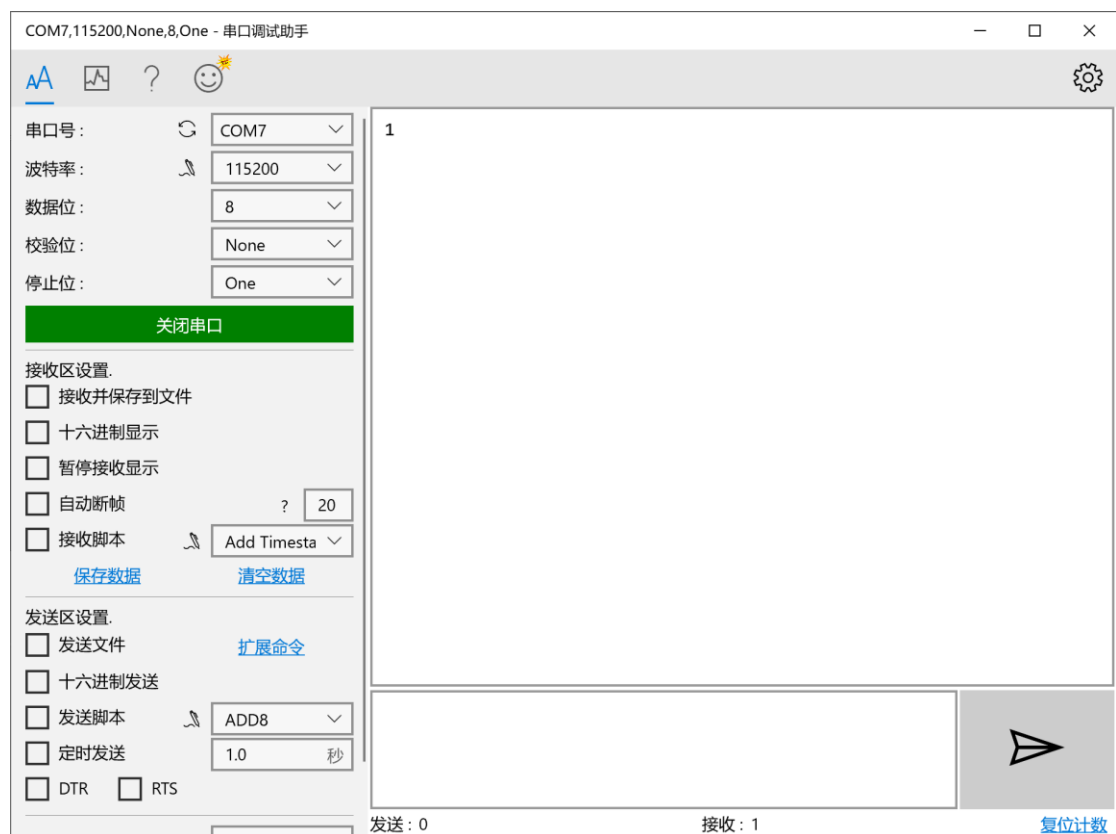 COM7,115200,None,8,One - 串口调试助手
AA ?
串口号: COM7
波特率: 115200
数据位: 8
校验位: None
停止位: One
关闭串口
接收区设置.
接收并保存到文件
十六进制显示
暂停接收显示
自动断帧 ? 20
接收脚本 Add Timesta
保存数据 清空数据
发送区设置.
发送文件 扩展命令
十六进制发送
发送脚本 ADD8
定时发送 1.0 秒
DTR RTS
1
发送: 0 接收: 1 复位计数